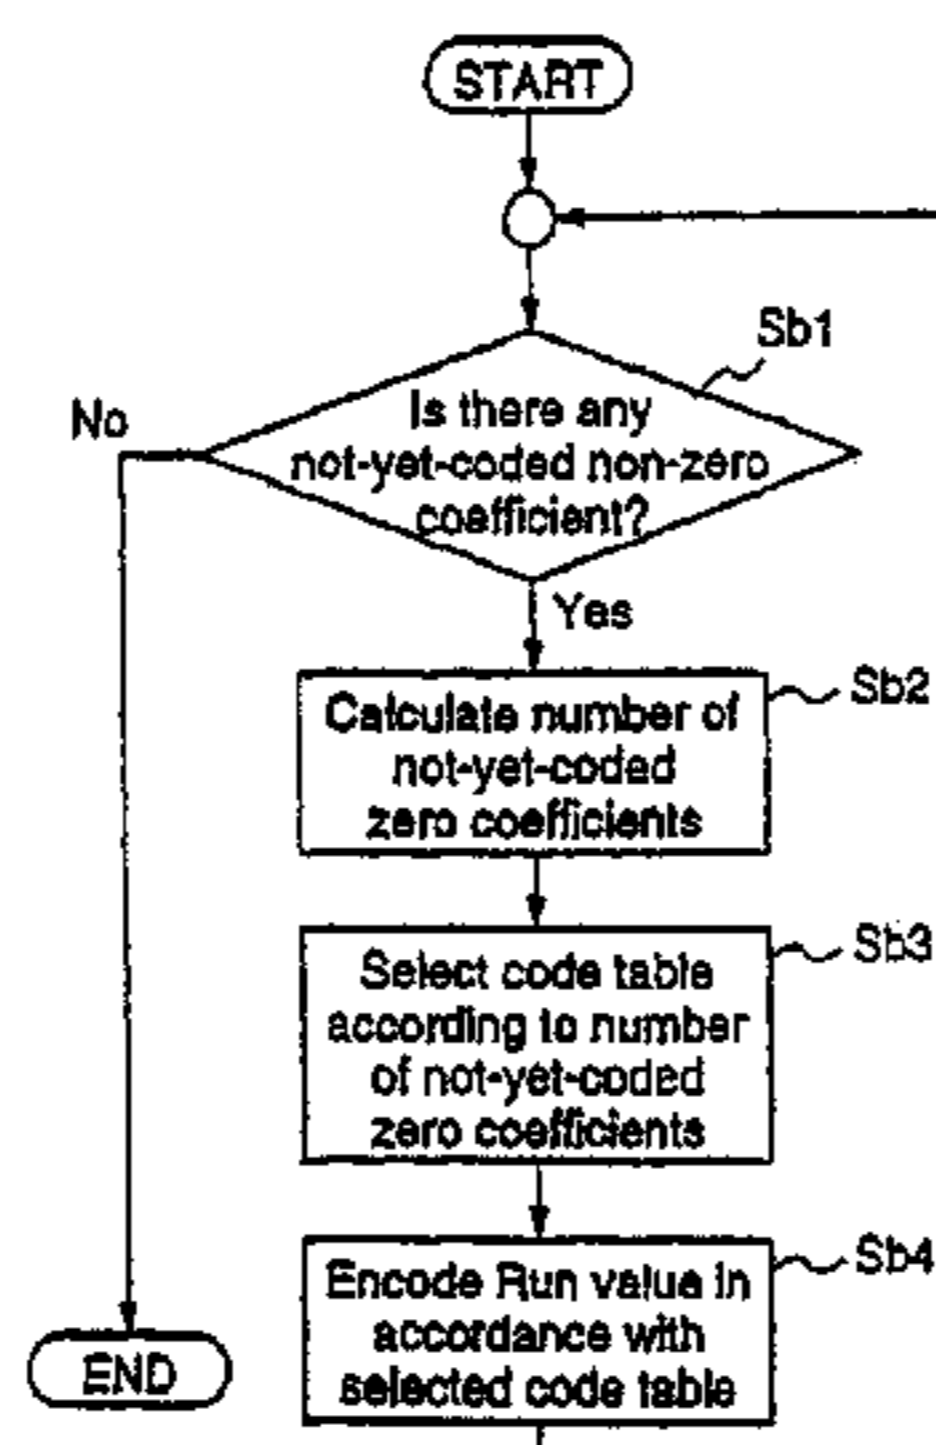 START
Sb1
No
Is there any
not-yet-coded non-zero
coefficient?
Yes
Sb2
Calculate number of
not-yet-coded
zero coefficients
Sb3
Select code table
according to number
of not-yet-coded
zero coefficients
Sb4
Encode Run value in
accordance with
selected code table
END